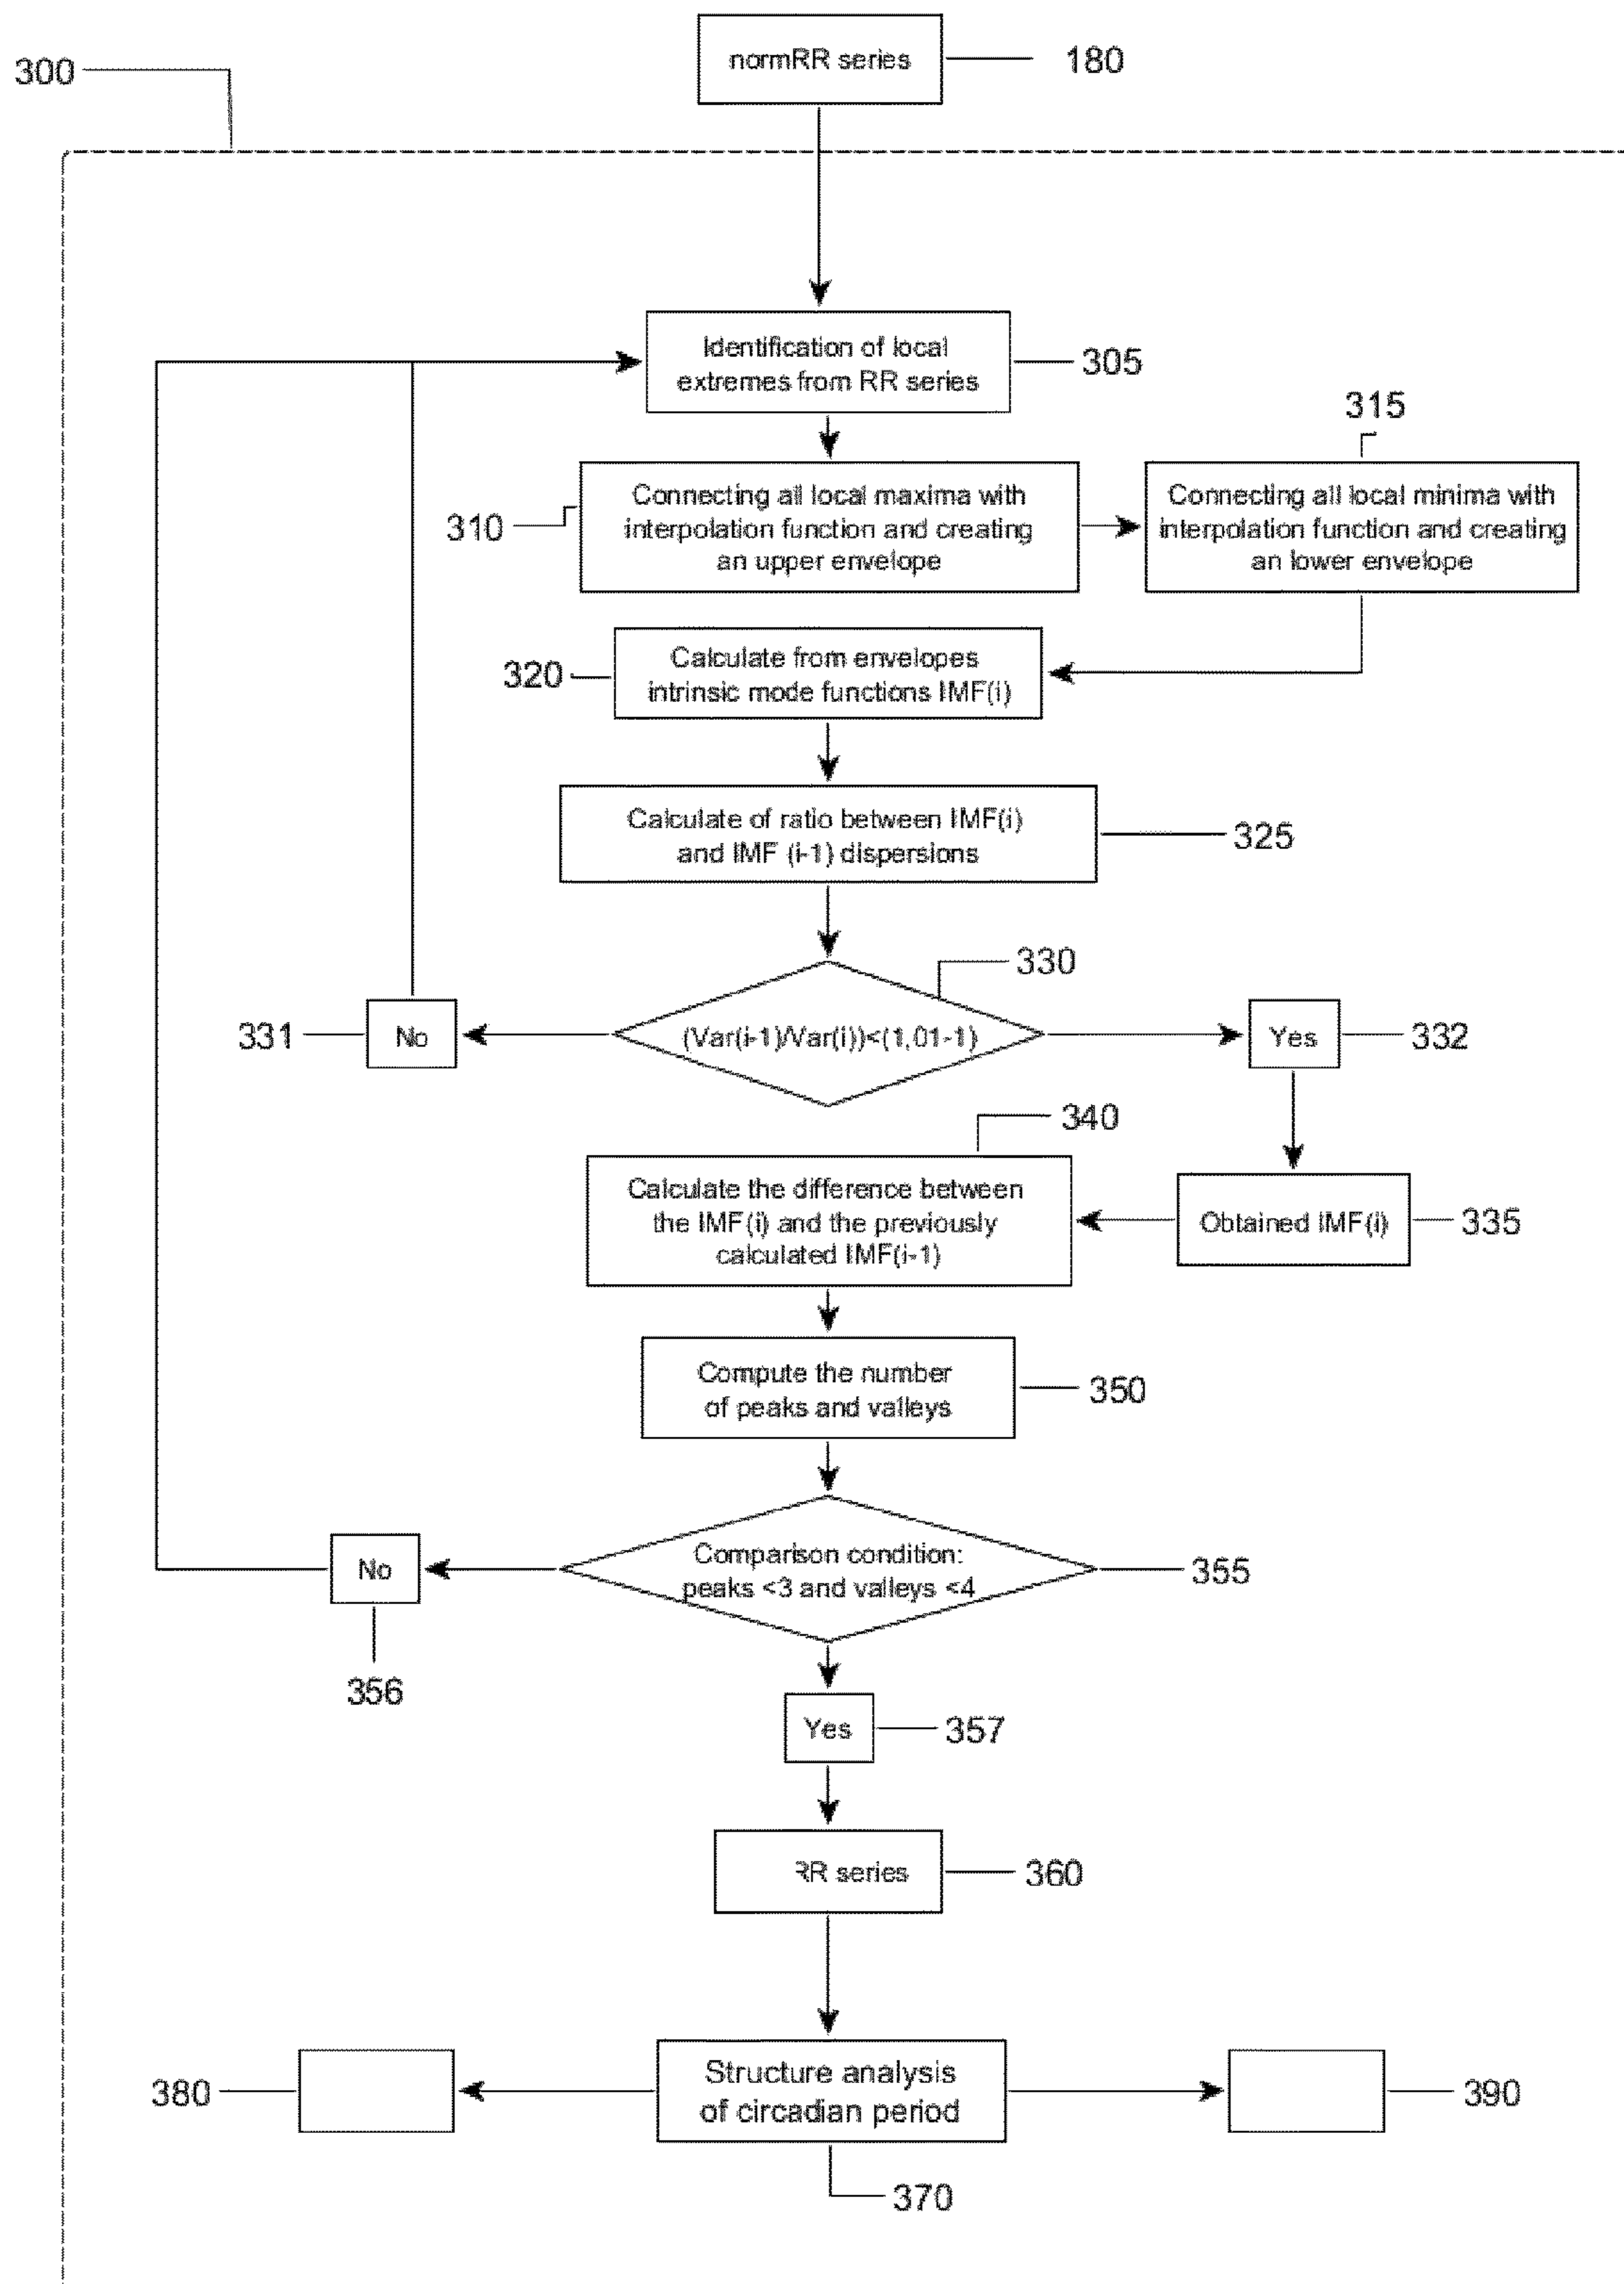 normRR series
180
300
Identification of local
extremes from RR series
305
315
Connecting all local maxima with
interpolation function and creating
an upper envelope
310
Connecting all local minima with
interpolation function and creating
an lower envelope
Calculate from envelopes
intrinsic mode functions IMF(i)
320
Calculate of ratio between IMF(i)
and IMF (i-1) dispersions
325
330
331
No
(Var(i-1)/Var(i))<(1,01-1)
Yes
332
340
Calculate the difference between
the IMF(i) and the previously
calculated IMF(i-1)
Obtained IMF(i)
335
Compute the number
of peaks and valleys
350
No
Comparison condition:
peaks <3 and valleys <4
355
356
Yes
357
RR series
360
380
Structure analysis
of circadian period
390
370